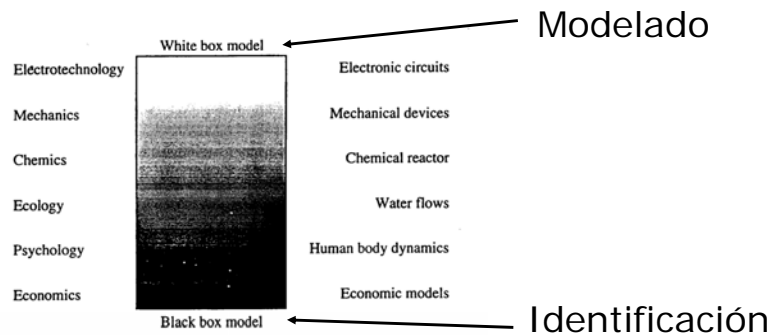 Modelado
White box model
Electrotechnology Electronic circuits
Mechanics Mechanical devices
Chemics Chemical reactor
Ecology Water flows
Psychology Human body dynamics
Economics Economic models
Black box model
Identificación